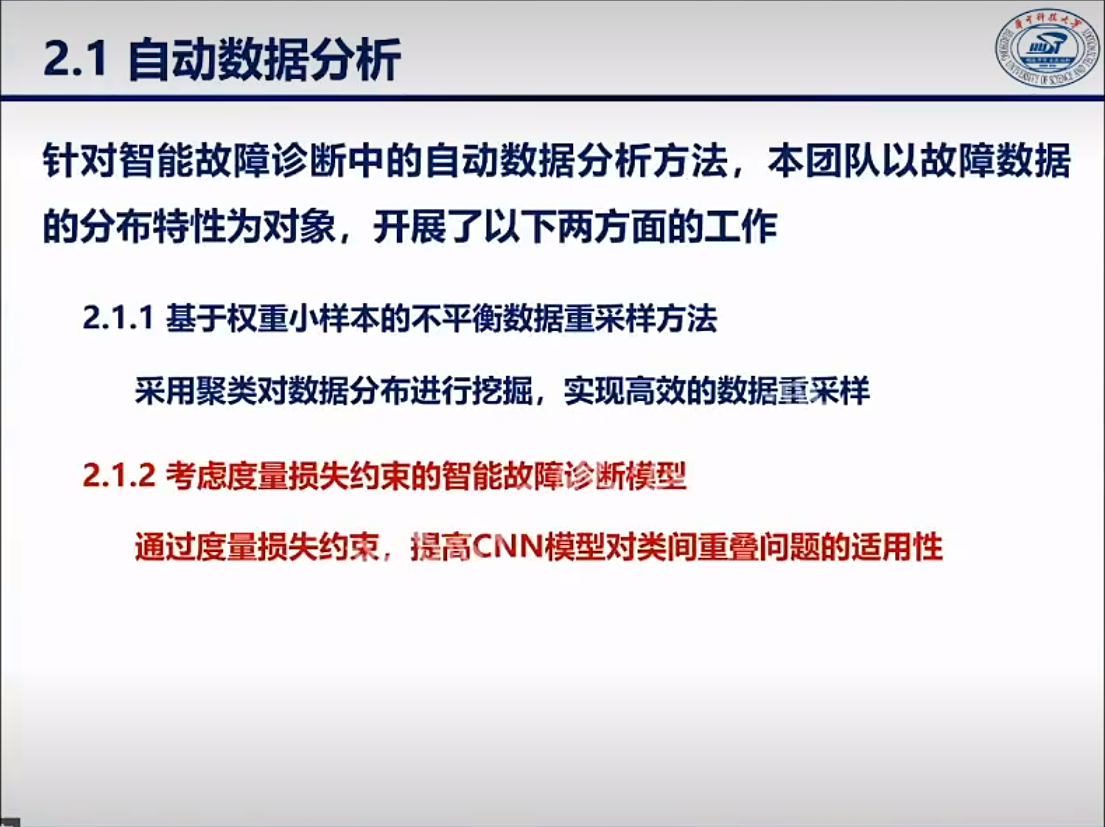 2.1 自动数据分析
华中科技大学
针对智能故障诊断中的自动数据分析方法，本团队以故障数据
的分布特性为对象，开展了以下两方面的工作
2.1.1 基于权重小样本的不平衡数据重采样方法
采用聚类对数据分布进行挖掘，实现高效的数据重采样
2.1.2 考虑度量损失约束的智能故障诊断模型
通过度量损失约束，提高CNN模型对类间重叠问题的适用性